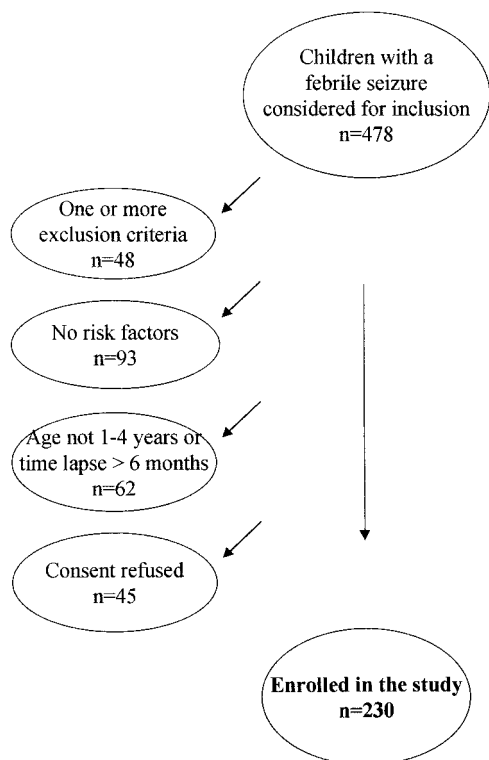 Children with a
febrile seizure
considered for inclusion
n=478
One or more
exclusion criteria
n=48
No risk factors
n=93
Age not 1-4 years or
time lapse > 6 months
n=62
Consent refused
n=45
Enrolled in the study
n=230